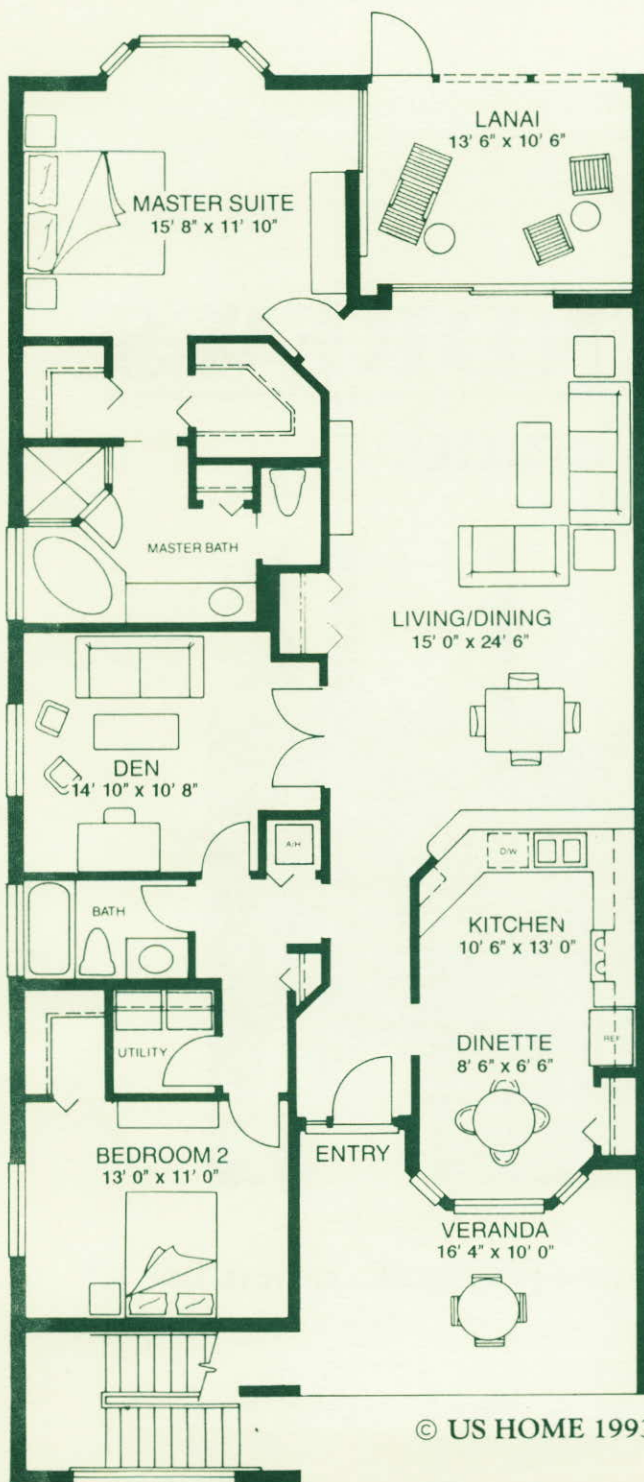 LANAI
13' 6" x 10' 6"
MASTER SUITE
15' 8" x 11' 10"
MASTER BATH
LIVING/DINING
15' 0" x 24' 6"
DEN
14' 10" x 10' 8"
A/H
D/W
BATH
KITCHEN
10' 6" x 13' 0"
UTILITY
DINETTE
8' 6" x 6' 6"
REF
BEDROOM 2
13' 0" x 11' 0"
ENTRY
VERANDA
16' 4" x 10' 0"
© US HOME 1993